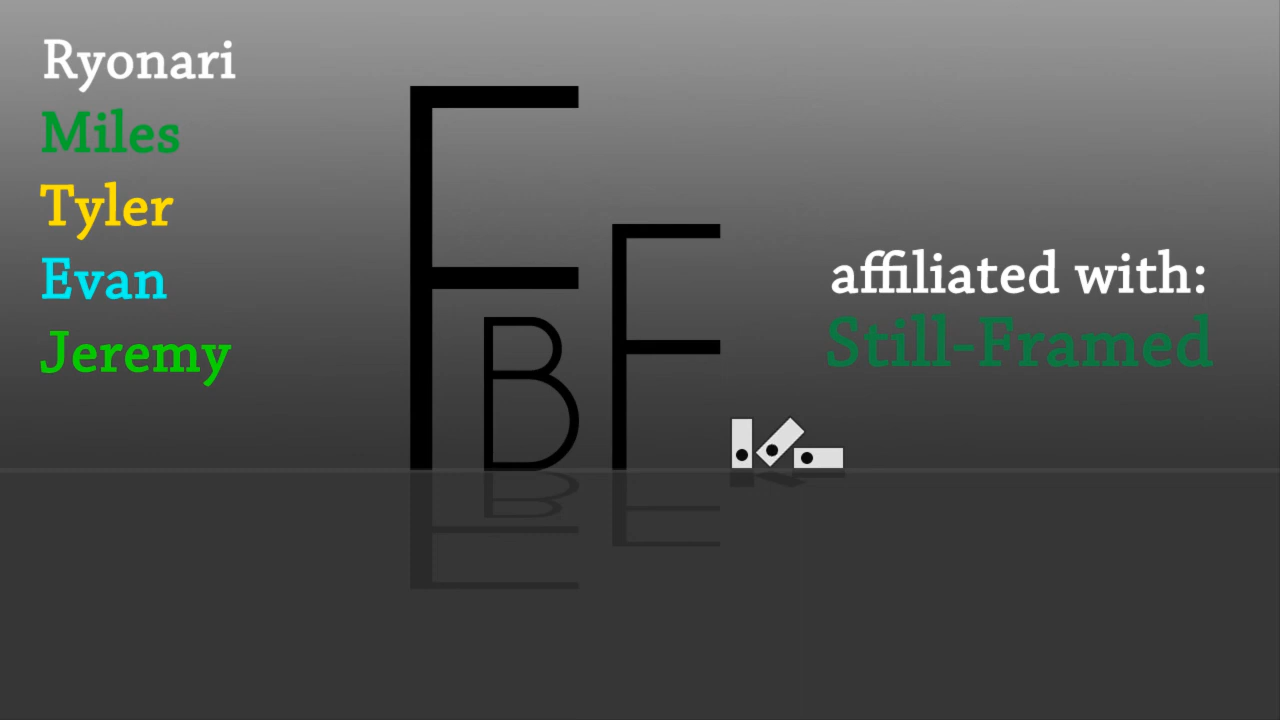 Ryonari
Miles
Tyler
Evan
Jeremy
FBF
affiliated with:
Still-Framed